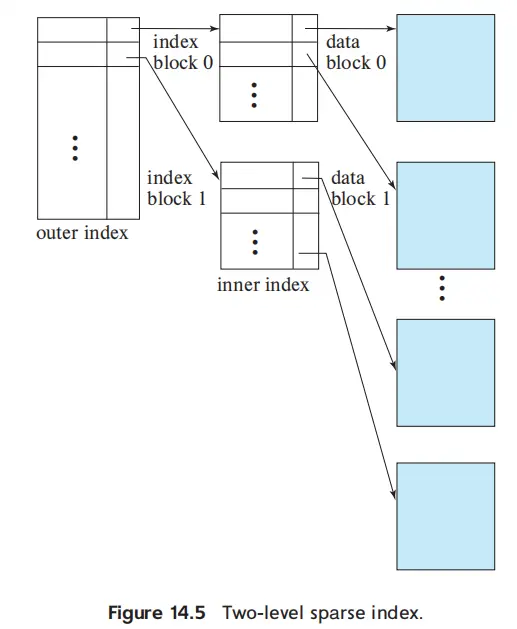 index
block 0
data
block 0
index
block 1
data
block 1
outer index
inner index
Figure 14.5 Two-level sparse index.